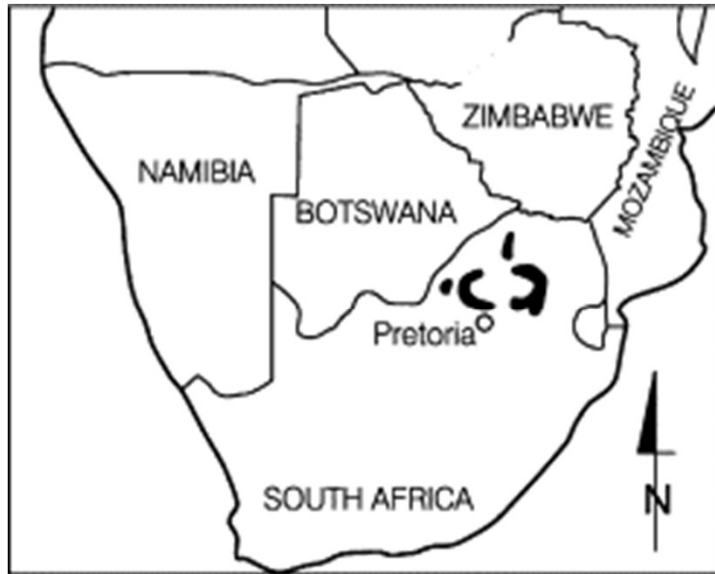 ZIMBABWE
MOZAMBIQUE
NAMIBIA
BOTSWANA
Pretoria
SOUTH AFRICA
N